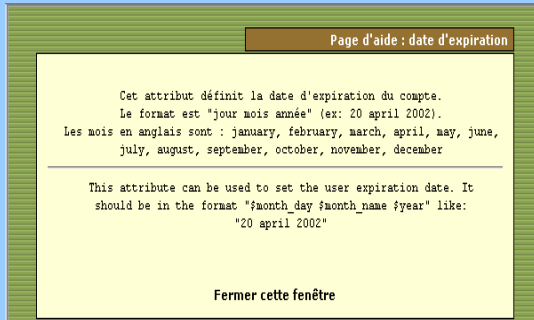 Page d'aide : date d'expiration
Cet attribut définit la date d'expiration du compte.
Le format est "jour mois année" (ex: 20 april 2002).
Les mois en anglais sont : january, february, march, april, may, june,
july, august, september, october, november, december
This attribute can be used to set the user expiration date. It
should be in the format "$month_day $month_name $year" like:
"20 april 2002"
Fermer cette fenêtre